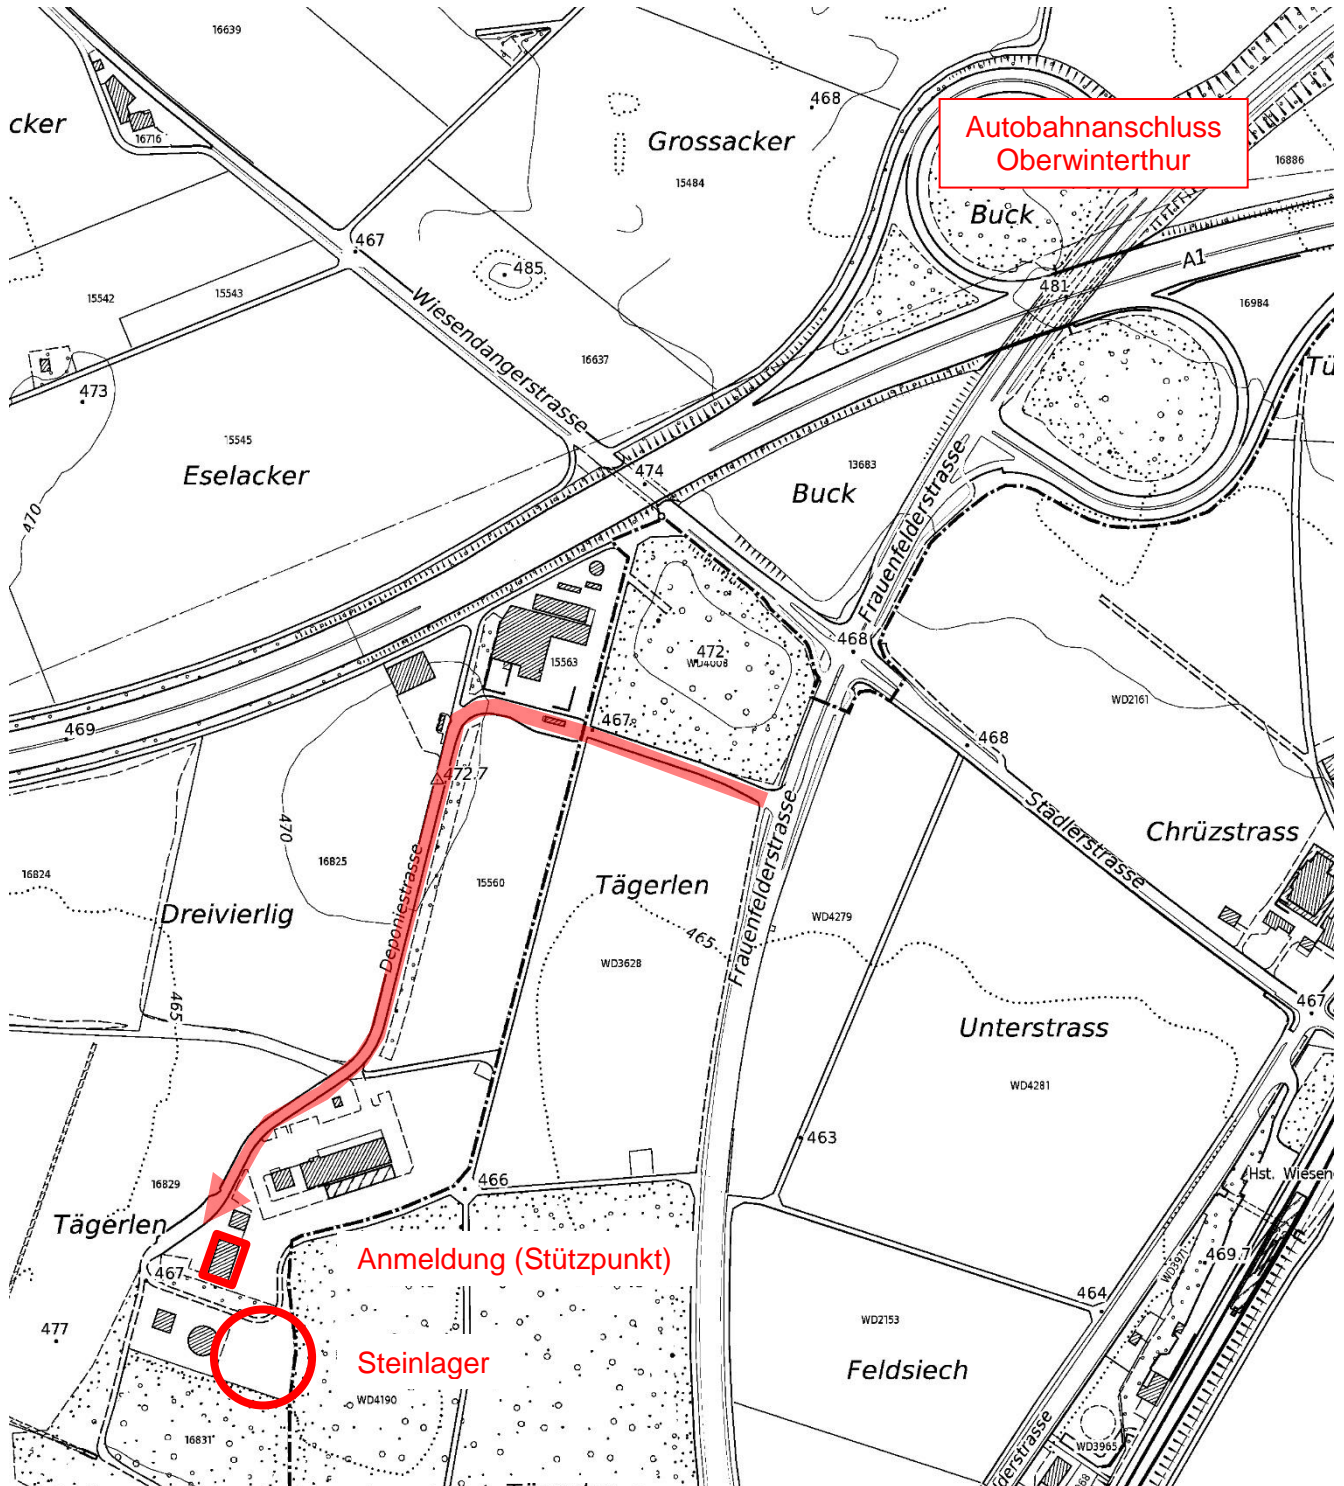 16639
cker
16716
468
Grossacker
15484
Autobahnanschluss
Oberwinterthur
16886
Buck
467
485
A1
481
15542
15543
16984
Wiesendangerstrasse
16637
473
15545
Eselacker
474
13683
Buck
470
Frauenfelderstrasse
468
472
WD4008
15563
WD2161
467
468
469
472.7
470
Städlerstrasse
Chrüzstrass
16824
16825
15560
Tägerlen
Dreivierlig
Deponiestrasse
WD4279
465
Frauenfelderstrasse
WD3628
465
467
Unterstrass
WD4281
463
466
16829
Hst. Wiesen
Tägerlen
Anmeldung (Stützpunkt)
467
WD3971
469.7
464
477
WD2153
Steinlager
Feldsiech
WD4190
16831
WD3965